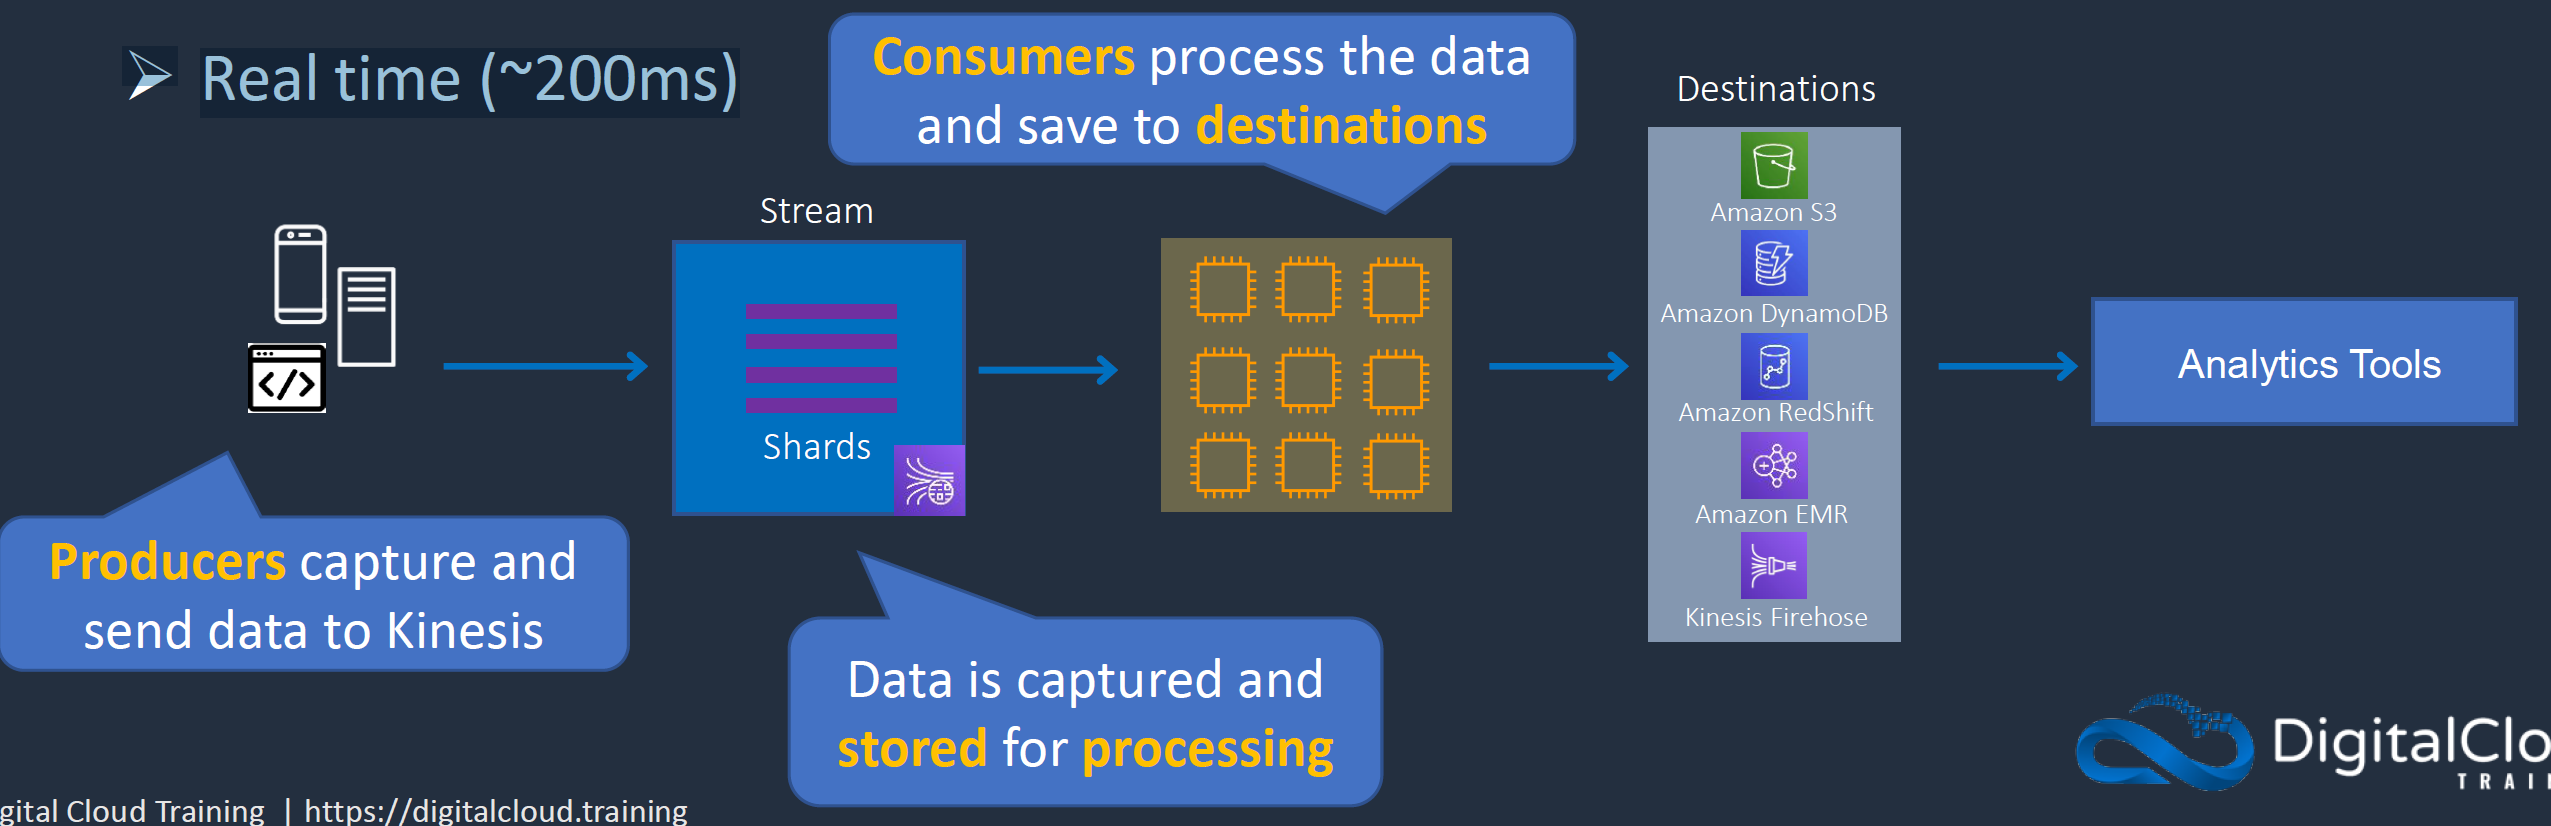 Real time (~200ms)
Consumers process the data
and save to destinations
Destinations
Amazon S3
Amazon DynamoDB
Amazon RedShift
Amazon EMR
Kinesis Firehose
Stream
Shards
Analytics Tools
Producers capture and
send data to Kinesis
Data is captured and
stored for processing
DigitalClo
TRAI
gital Cloud Training | https://digitalcloud.training